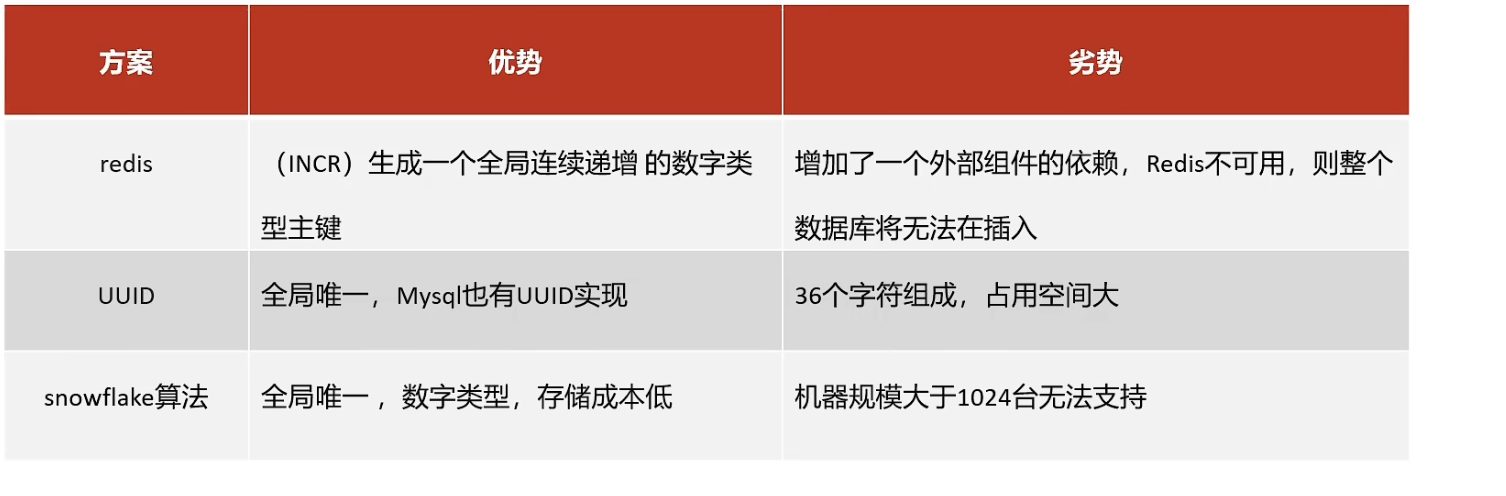 方案 优势 劣势
redis （INCR）生成一个全局连续递增 的数字类 增加了一个外部组件的依赖，Redis不可用，则整个
型主键 数据库将无法在插入
UUID 全局唯一，Mysql也有UUID实现 36个字符组成，占用空间大
snowflake算法 全局唯一 ，数字类型，存储成本低 机器规模大于1024台无法支持